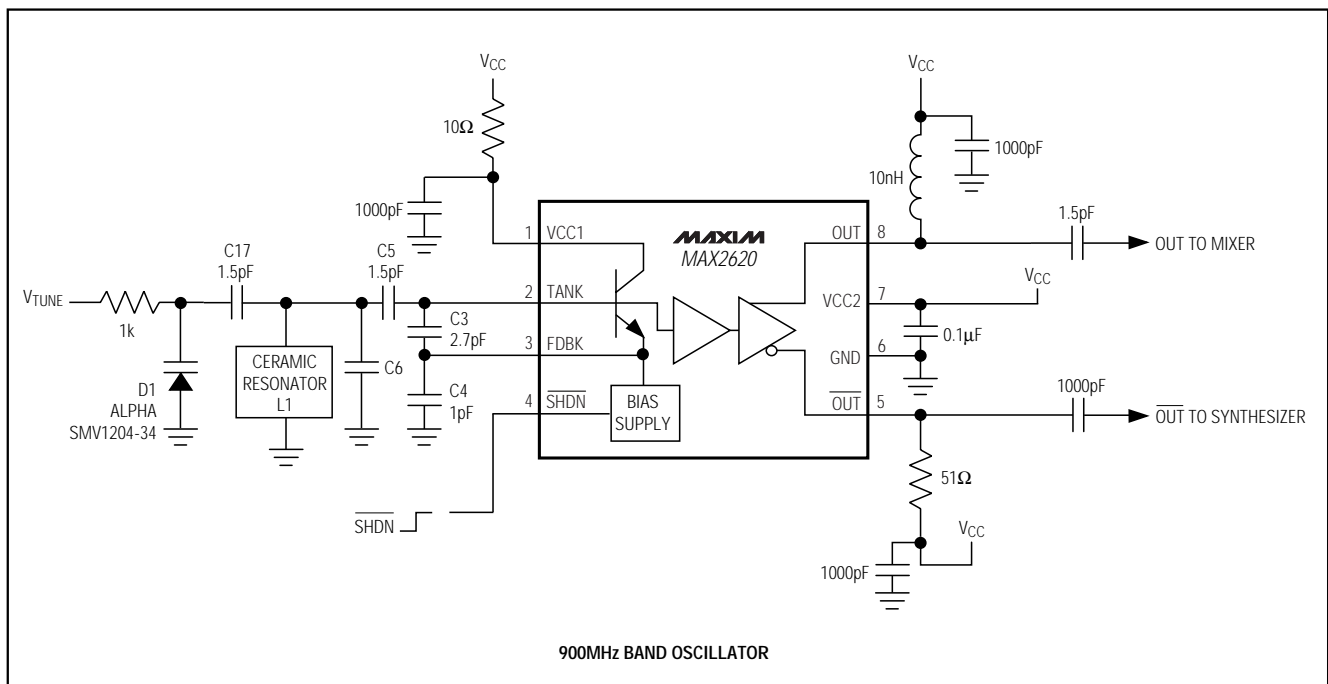 VCC
10Ω
1000pF
VCC
1000pF
10nH
1.5pF
OUT TO MIXER
MAXIM
MAX2620
1 VCC1
OUT 8
C17
1.5pF
C5
1.5pF
VTUNE
1k
2 TANK
VCC2 7
VCC
C3
2.7pF
0.1µF
3 FDBK
GND 6
CERAMIC
RESONATOR
L1
C6
D1
ALPHA
SMV1204-34
C4
1pF
4 SHDN
BIAS
SUPPLY
OUT 5
1000pF
OUT TO SYNTHESIZER
51Ω
SHDN
VCC
1000pF
900MHz BAND OSCILLATOR